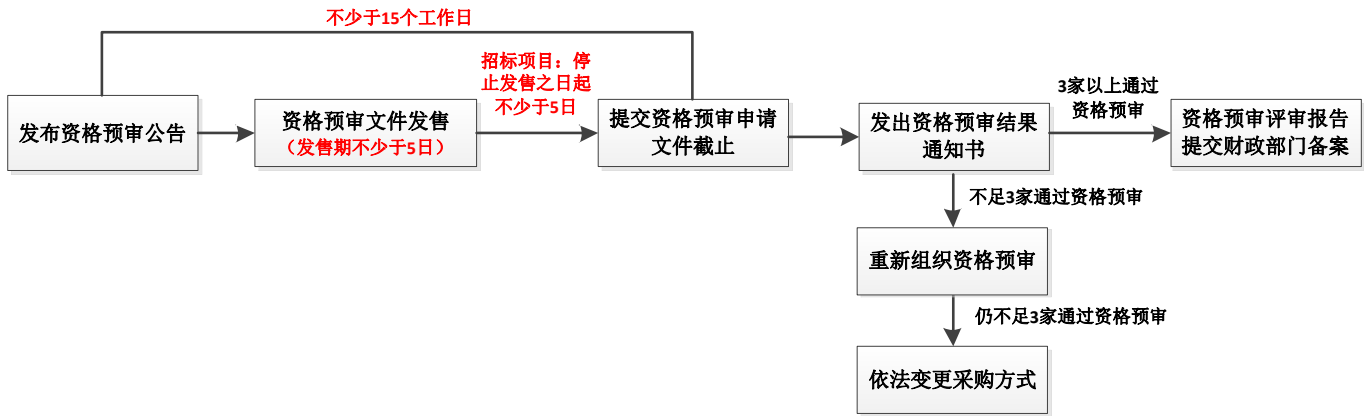 不少于15个工作日
发布资格预审公告
资格预审文件发售
（发售期不少于5日）
招标项目：停
止发售之日起
不少于5日
提交资格预审申请
文件截止
发出资格预审结果
通知书
3家以上通过
资格预审
资格预审评审报告
提交财政部门备案
不足3家通过资格预审
重新组织资格预审
仍不足3家通过资格预审
依法变更采购方式